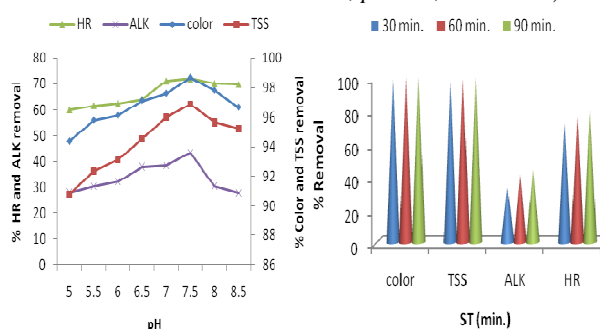 HR ALK color TSS
80
70
60
50
40
30
20
10
0
100
98
96
94
92
90
88
86
% HR and ALK removal
% Color and TSS removal
5 5.5 6 6.5 7 7.5 8 8.5
pH
30 min. 60 min. 90 min.
100
80
60
40
20
0
% Removal
color TSS ALK HR
ST (min.)